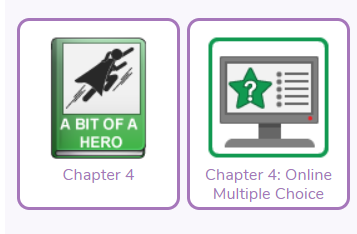 A BIT OF A
HERO
Chapter 4
?
Chapter 4: Online
Multiple Choice